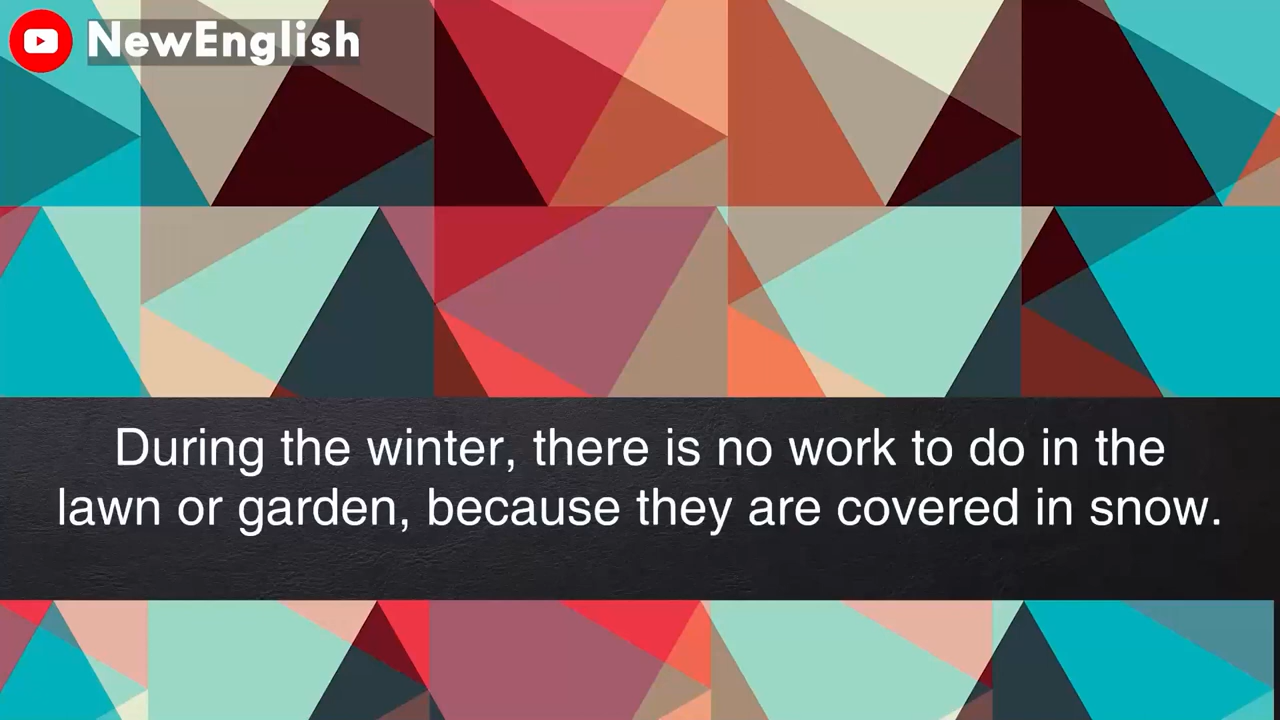 NewEnglish
During the winter, there is no work to do in the
lawn or garden, because they are covered in snow.